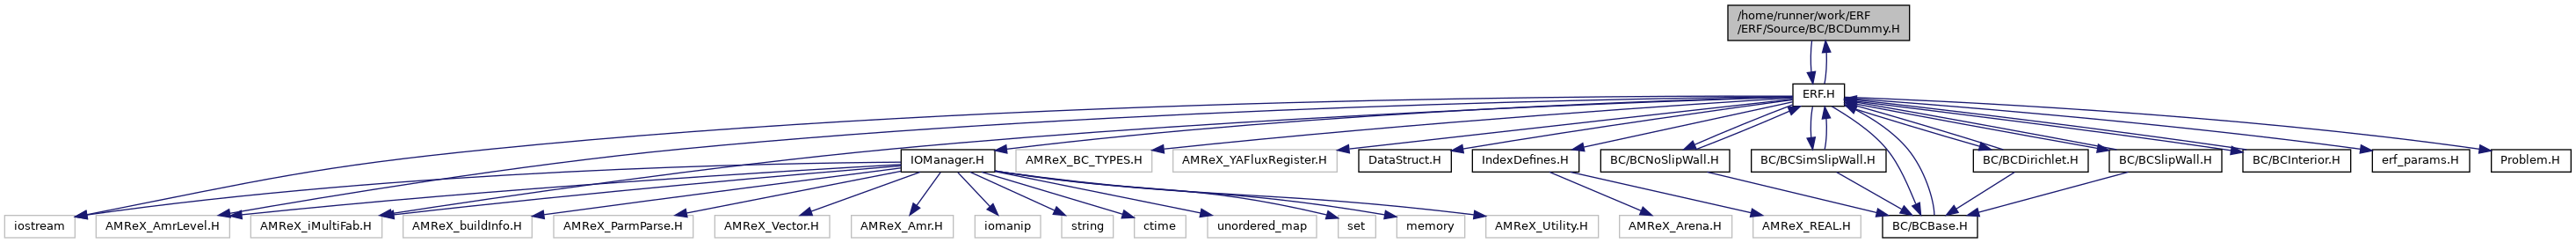 /home/runner/work/ERF
/ERF/Source/BC/BCDummy.H
ERF.H
IOManager.H
AMReX_BC_TYPES.H
AMReX_YAFluxRegister.H
DataStruct.H
IndexDefines.H
BC/BCNoSlipWall.H
BC/BCSimSlipWall.H
BC/BCDirichlet.H
BC/BCSlipWall.H
BC/BCInterior.H
erf_params.H
Problem.H
iostream
AMReX_AmrLevel.H
AMReX_iMultiFab.H
AMReX_buildInfo.H
AMReX_ParmParse.H
AMReX_Vector.H
AMReX_Amr.H
iomanip
string
ctime
unordered_map
set
memory
AMReX_Utility.H
AMReX_Arena.H
AMReX_REAL.H
BC/BCBase.H